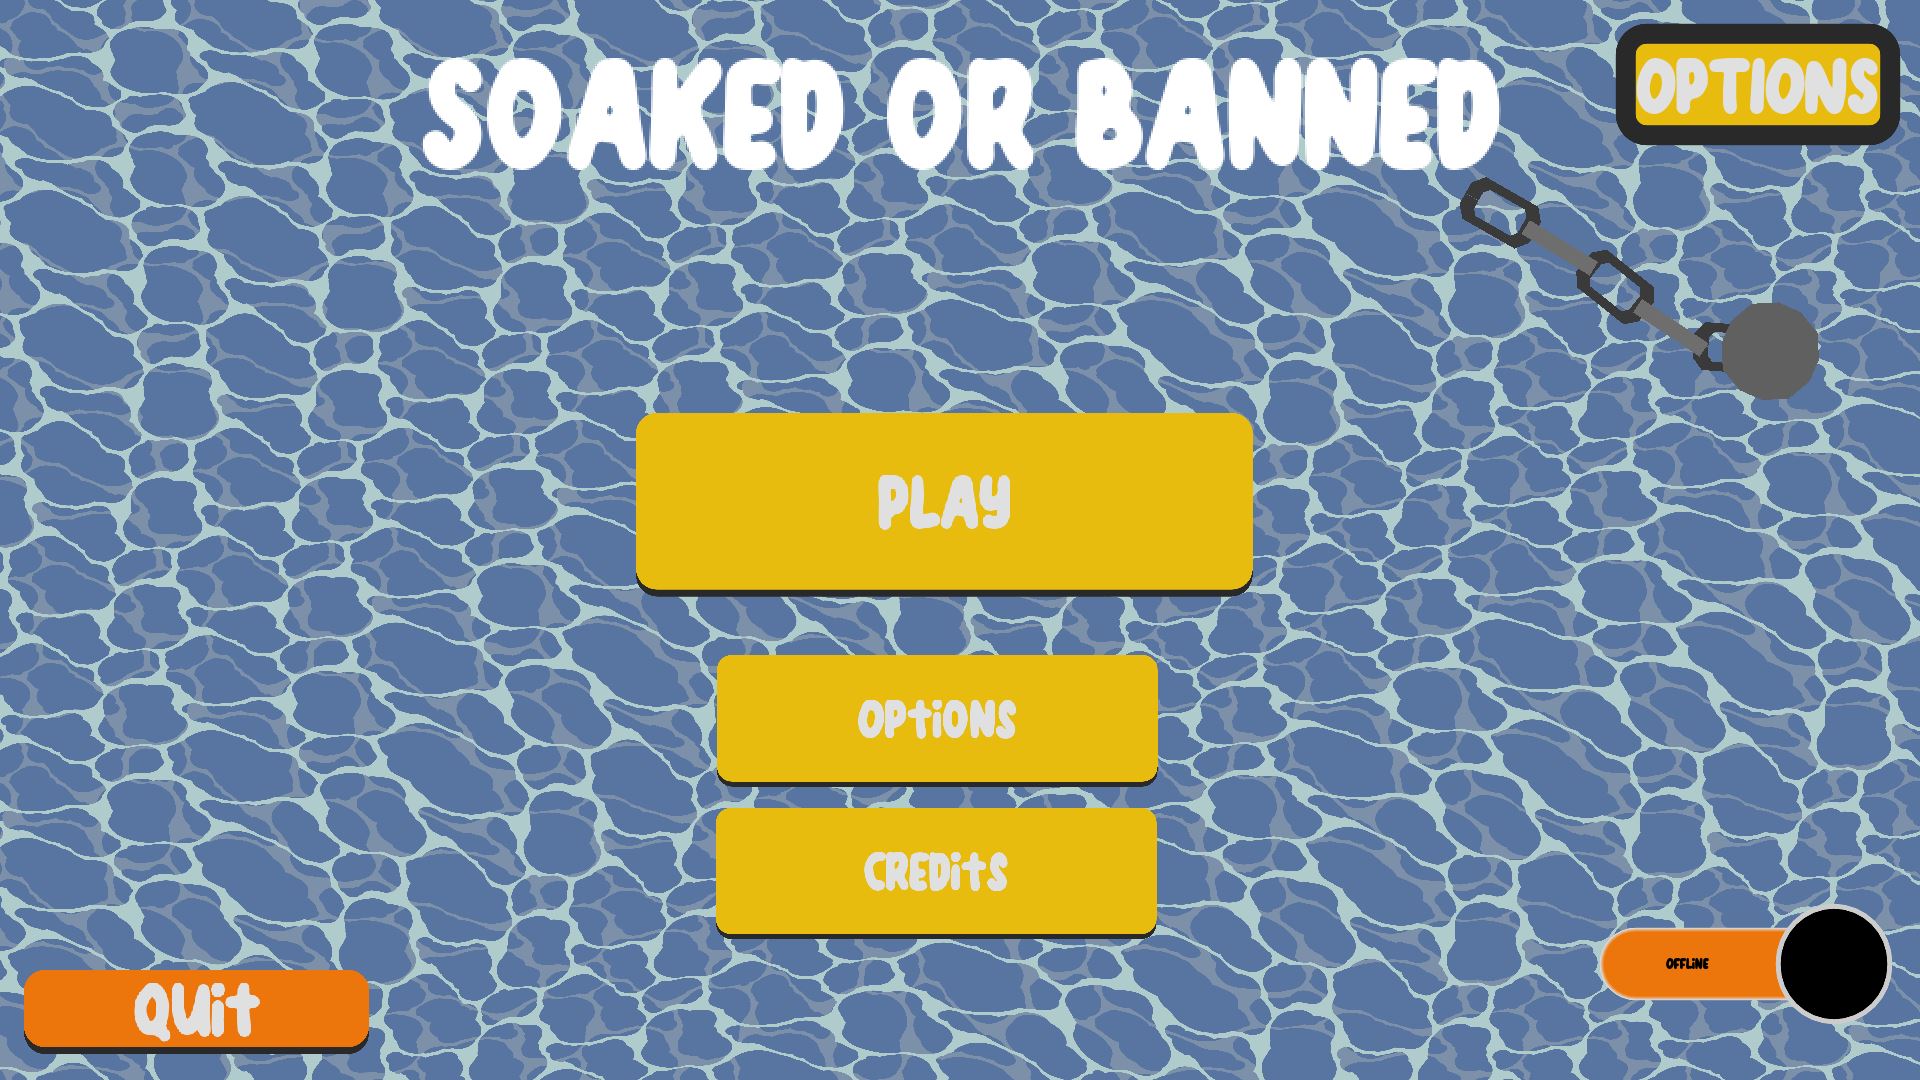 SOAKED OR BANNED
OPTIONS
PLAY
OPtiONS
CREDitS
QUit
OFFLiNE